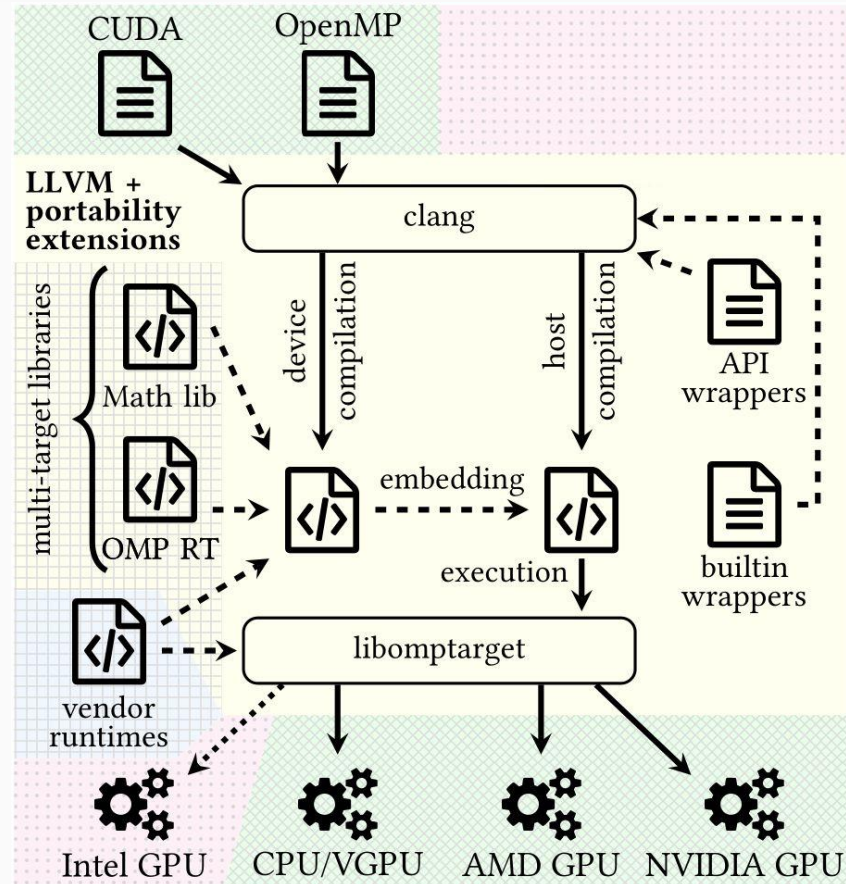 CUDA
OpenMP
LLVM +
portability
extensions
clang
multi-target libraries
Math lib
OMP RT
device
compilation
host
compilation
API
wrappers
embedding
execution
builtin
wrappers
vendor
runtimes
libomptarget
Intel GPU
CPU/VGPU
AMD GPU
NVIDIA GPU